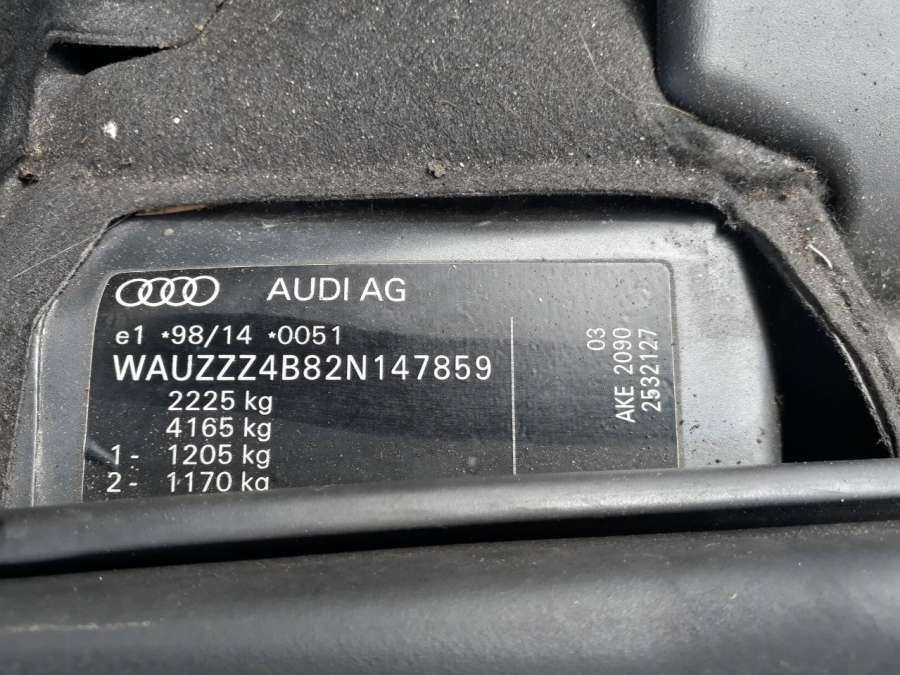 AUDI AG
e1 *98/14 *0051
WAUZZZ4B82N147859
2225 kg
4165 kg
1- 1205 kg
2- 1170 kg
03
AKE 2090
2532127